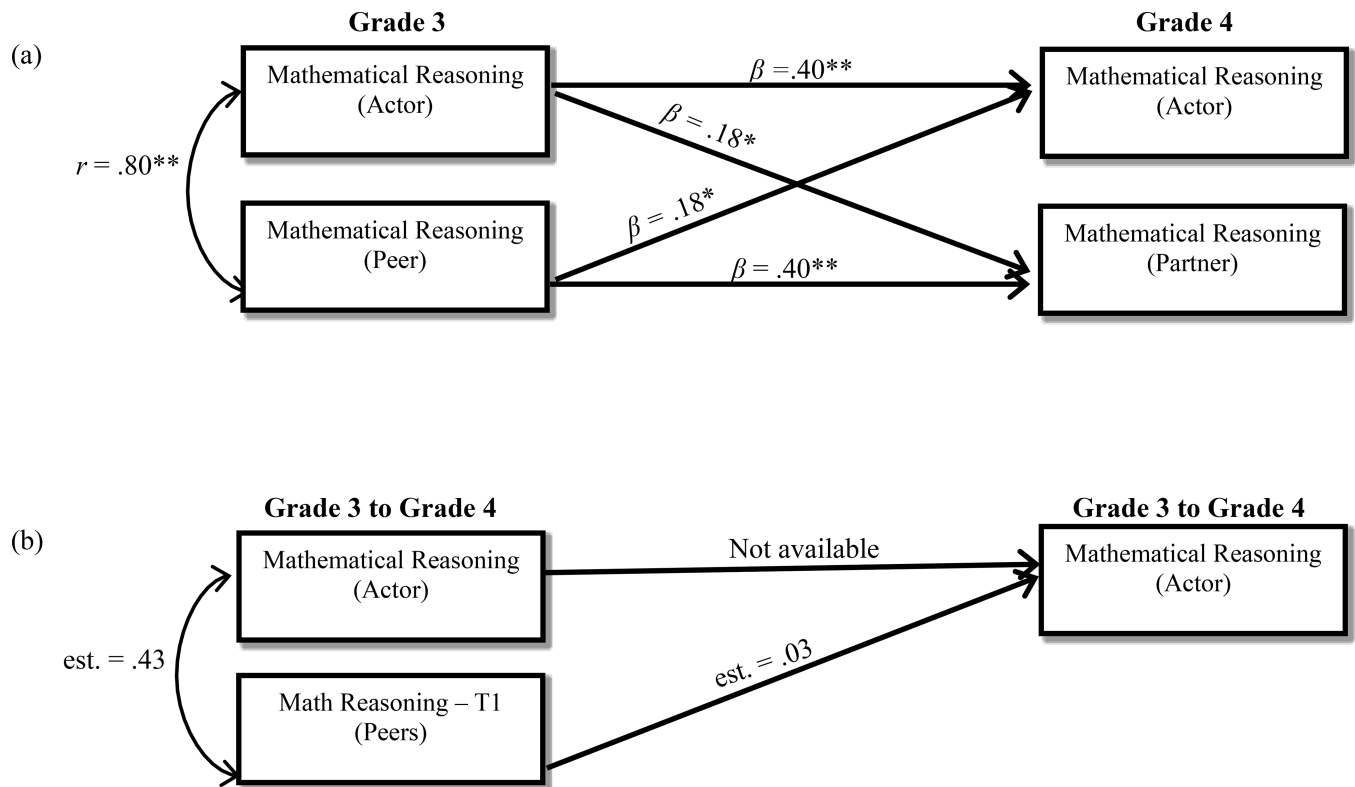 Grade 3
Grade 4
(a)
Mathematical Reasoning
(Actor)
β = .40**
Mathematical Reasoning
(Actor)
β = .18*
r = .80**
β = .18*
Mathematical Reasoning
(Peer)
β = .40**
Mathematical Reasoning
(Partner)
Grade 3 to Grade 4
Grade 3 to Grade 4
(b)
Mathematical Reasoning
(Actor)
Not available
Mathematical Reasoning
(Actor)
est. = .43
est. = .03
Math Reasoning – T1
(Peers)